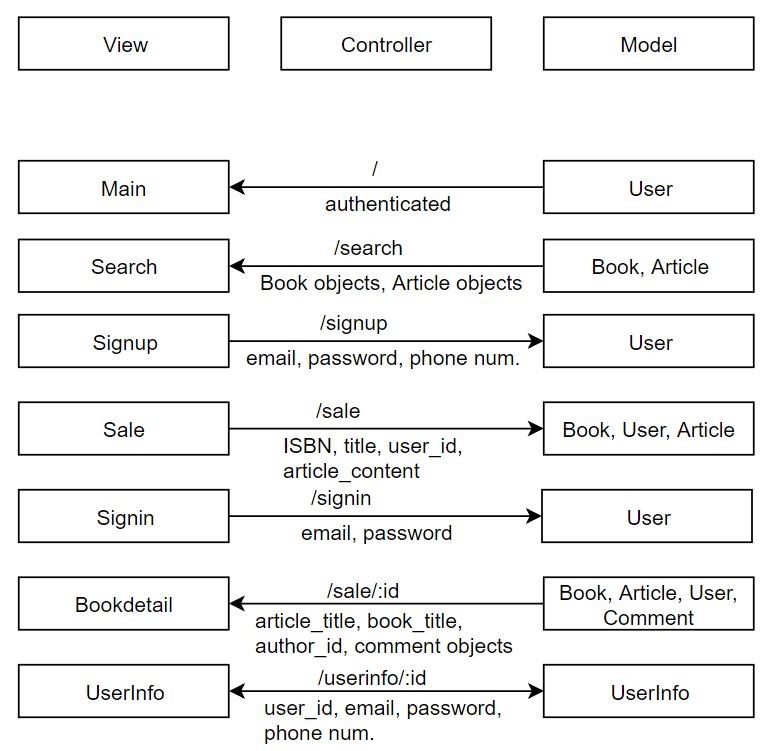 View
Controller
Model
/
Main
User
authenticated
/search
Search
Book, Article
Book objects, Article objects
/signup
Signup
User
email, password, phone num.
/sale
Sale
Book, User, Article
ISBN, title, user_id,
article_content
/signin
Signin
User
email, password
/sale/:id
Bookdetail
Book, Article, User,
Comment
article_title, book_title,
author_id, comment objects
/userinfo/:id
UserInfo
UserInfo
user_id, email, password,
phone num.